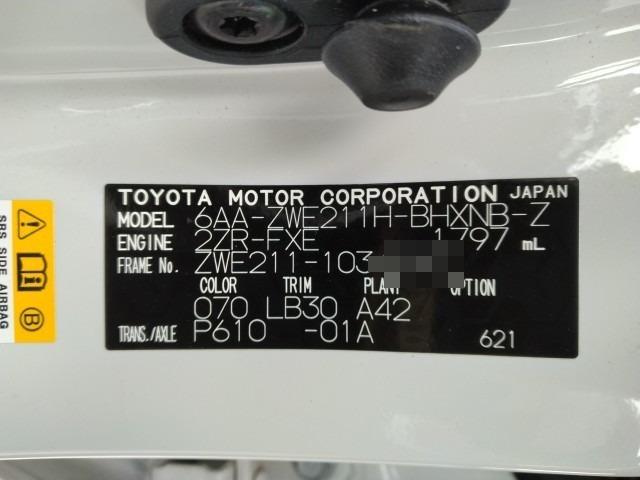 TOYOTA MOTOR CORPORATION JAPAN
MODEL 6AA-ZWE211H-BHXNB-Z
ENGINE 2ZR-FXE 1797 mL
FRAME No. ZWE211-103
COLOR TRIM PLANT OPTION
070 LB30 A42
TRANS./AXLE P610 -01A 621
SRS SIDE AIRBAG
B